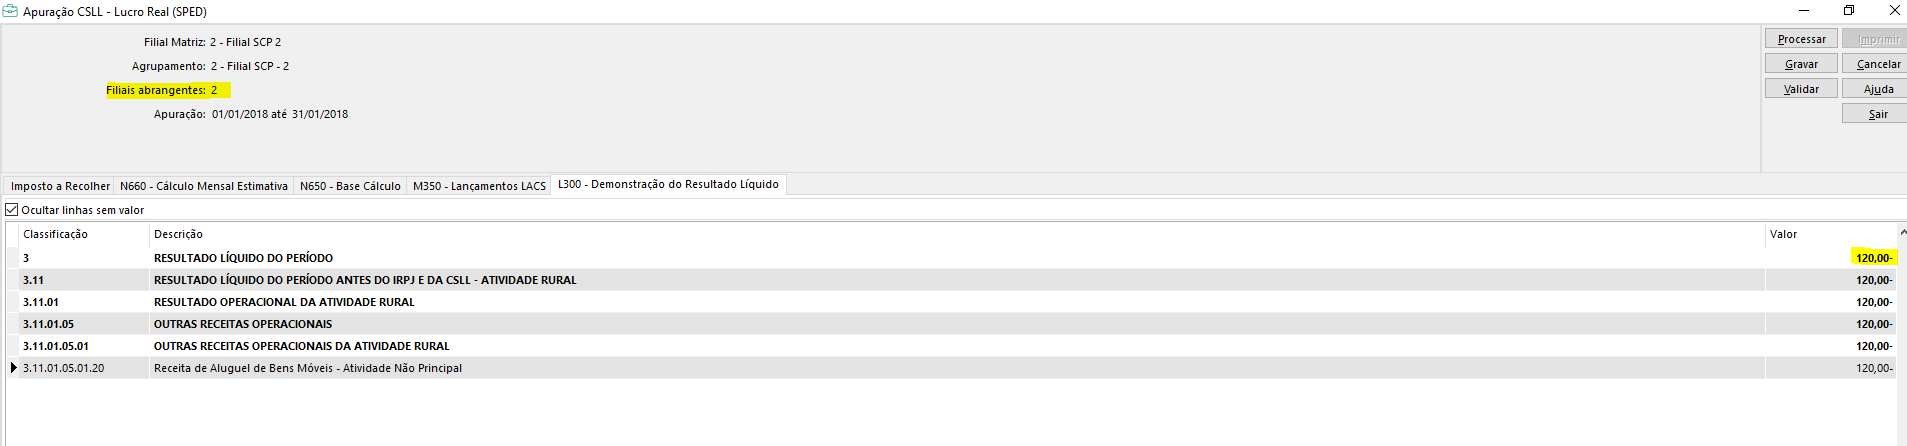 Apuração CSLL - Lucro Real (SPED)
Filial Matriz: 2 - Filial SCP 2
Agrupamento: 2 - Filial SCP - 2
Filiais abrangentes: 2
Apuração: 01/01/2018 até 31/01/2018
Processar Imprimir
Gravar Cancelar
Validar Ajuda
Sair
Imposto a Recolher N660 - Cálculo Mensal Estimativa N650 - Base Cálculo M350 - Lançamentos LACS L300 - Demonstração do Resultado Líquido
Ocultar linhas sem valor
Classificação Descrição Valor
3 RESULTADO LÍQUIDO DO PERÍODO 120,00-
3.11 RESULTADO LÍQUIDO DO PERÍODO ANTES DO IRPJ E DA CSLL - ATIVIDADE RURAL 120,00-
3.11.01 RESULTADO OPERACIONAL DA ATIVIDADE RURAL 120,00-
3.11.01.05 OUTRAS RECEITAS OPERACIONAIS 120,00-
3.11.01.05.01 OUTRAS RECEITAS OPERACIONAIS DA ATIVIDADE RURAL 120,00-
3.11.01.05.01.20 Receita de Aluguel de Bens Móveis - Atividade Não Principal 120,00-